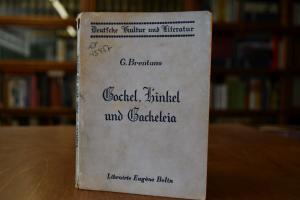 Deutsche Kultur und Literatur
G. Brentano
Gockel, Hinkel
und Gackeleia
Librairie Eugène Belin